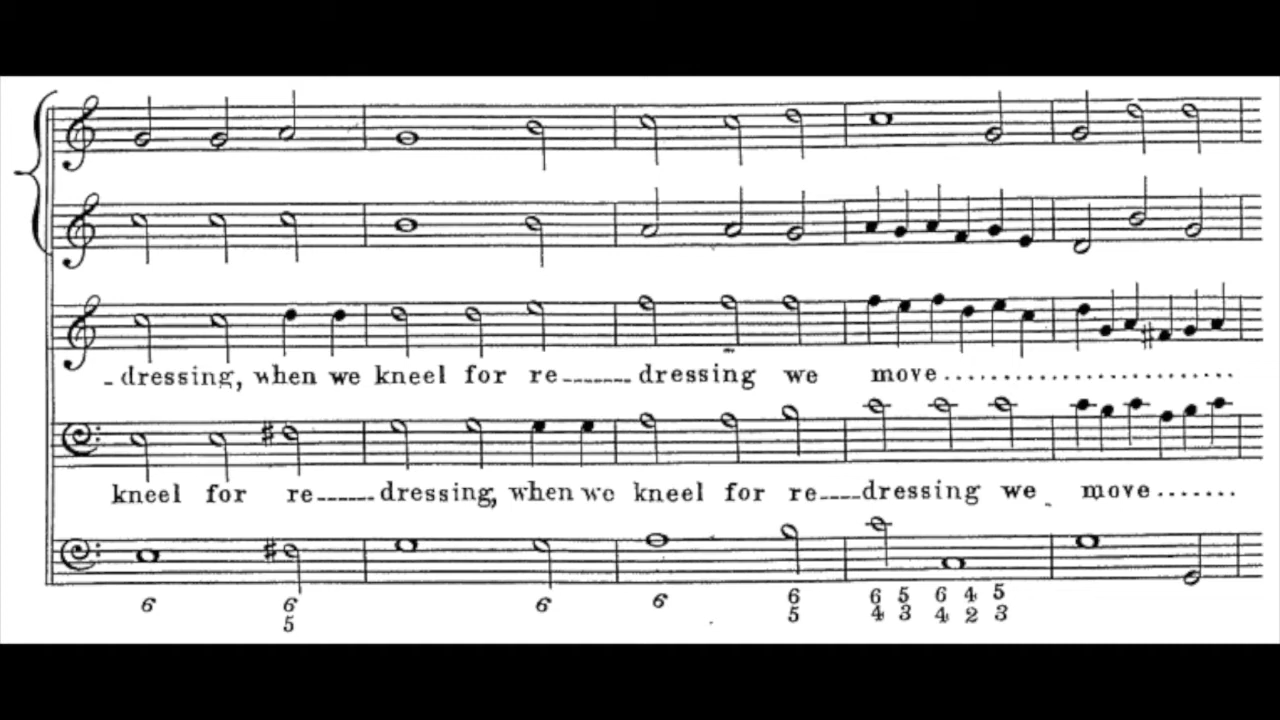 - dressing, when we kneel for re------- dressing we move..........................
kneel for re------dressing, when we kneel for re----dressing we move.......
6 6 6 6 6 6 5 6 4 5
5 5 4 3 4 2 3